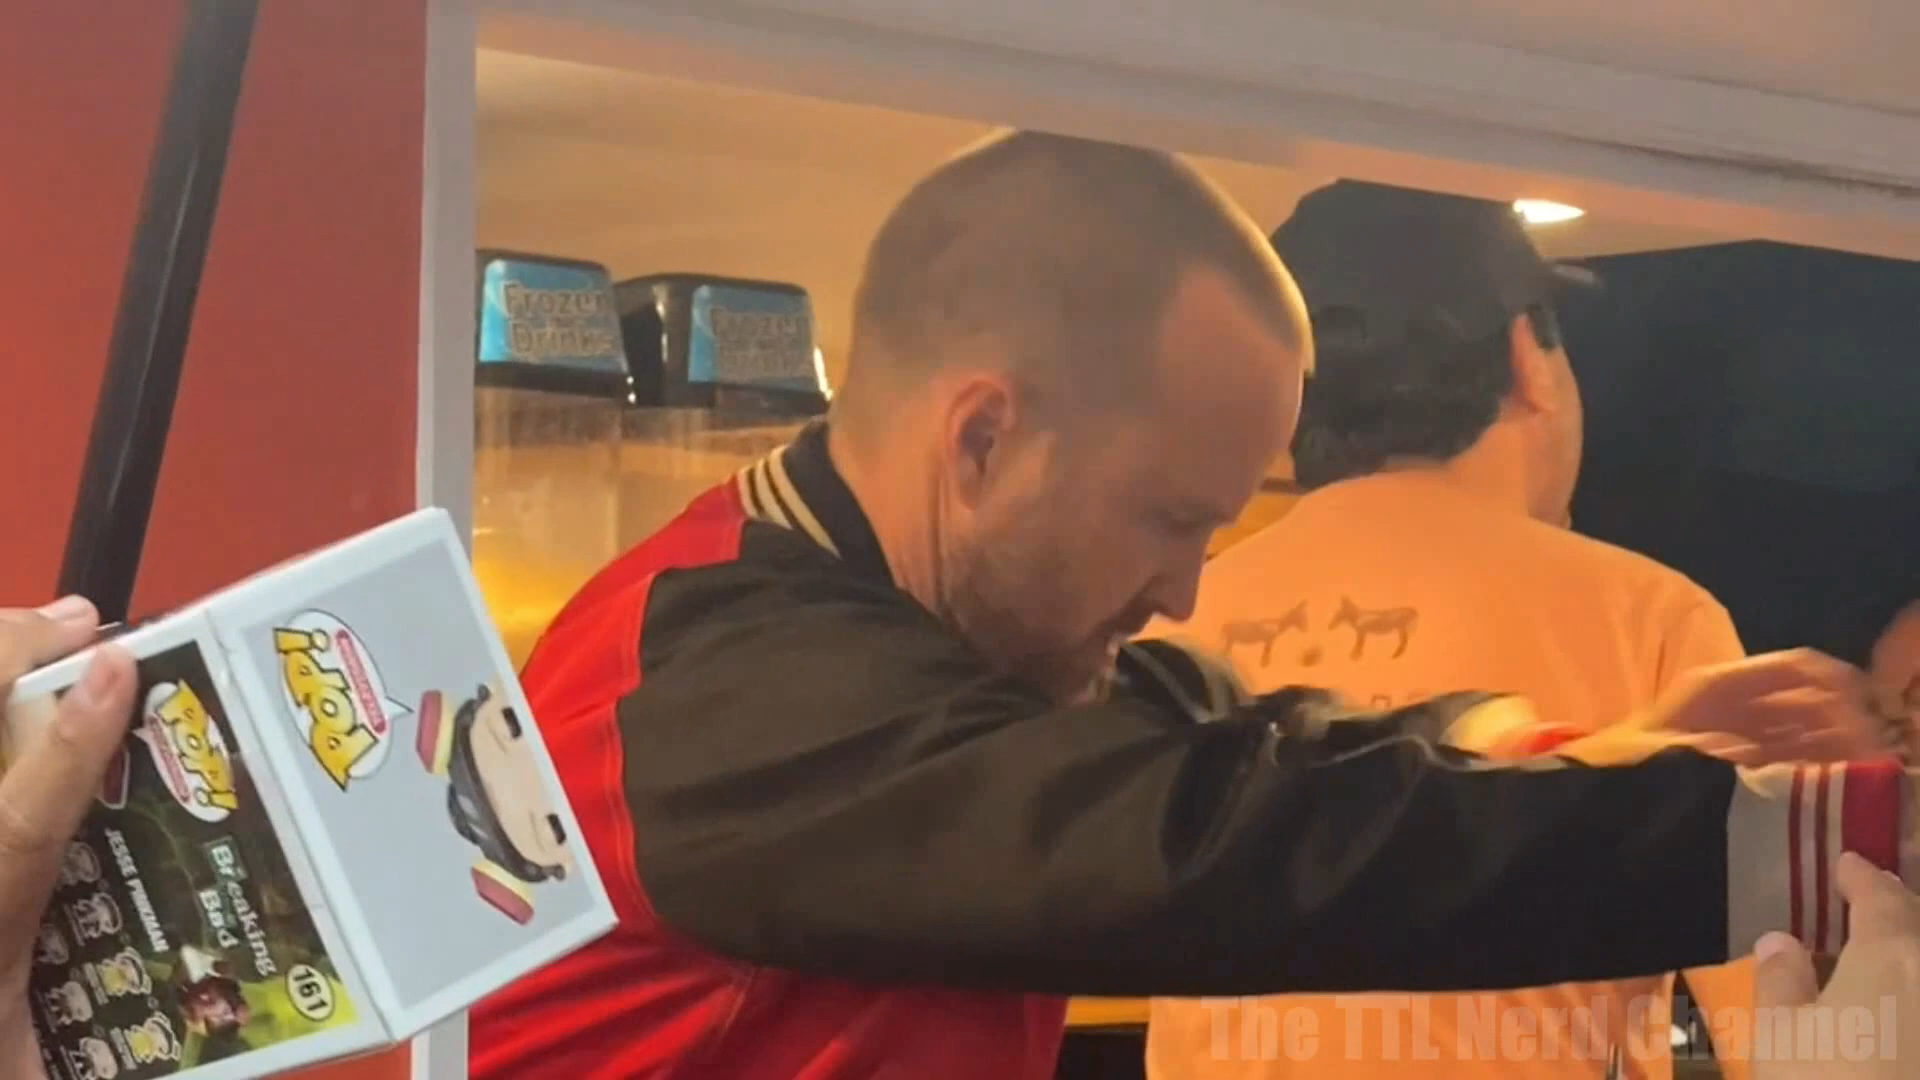 Frozen
Drinks
Frozen
Drinks
POP!
POP!
Breaking
Bad
JESSE PINKMAN
161
The TTL Nerd Channel